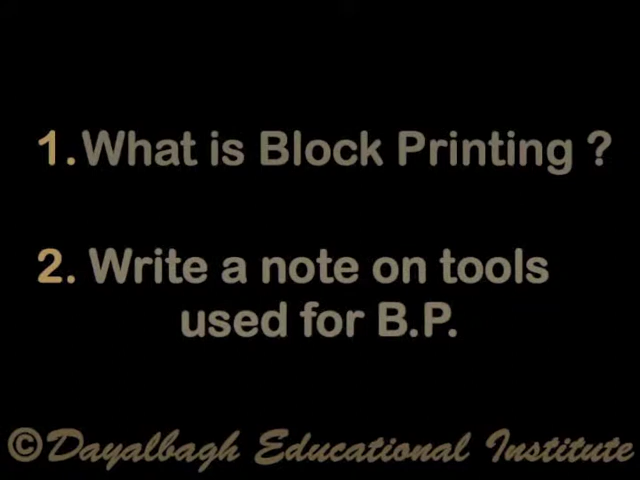 1. What is Block Printing ?
2. Write a note on tools
used for B.P.
©Dayalbagh Educational Institute